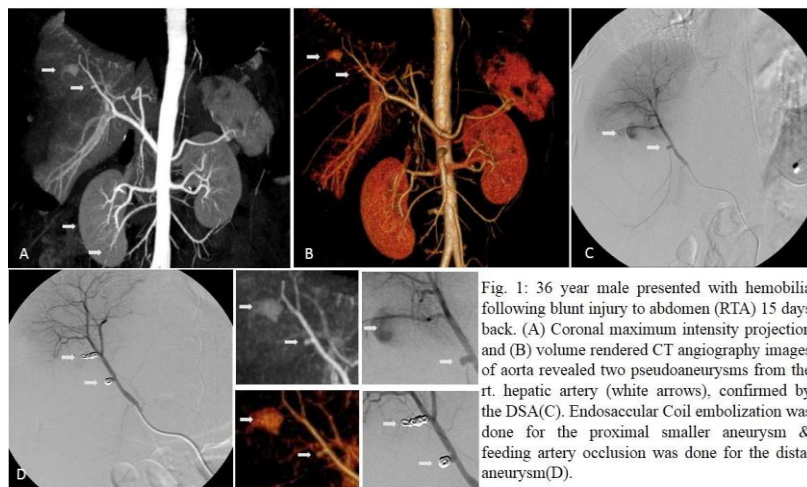 A
B
C
D
Fig. 1: 36 year male presented with hemobilia
following blunt injury to abdomen (RTA) 15 days
back. (A) Coronal maximum intensity projection
and (B) volume rendered CT angiography images
of aorta revealed two pseudoaneurysms from the
rt. hepatic artery (white arrows), confirmed by
the DSA(C). Endosaccular Coil embolization was
done for the proximal smaller aneurysm &
feeding artery occlusion was done for the dista
aneurysm(D).